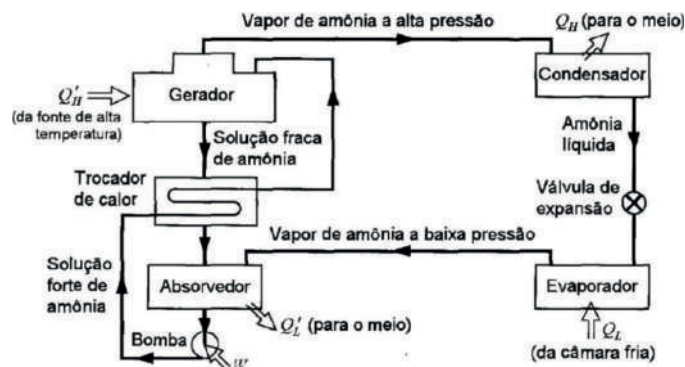 Vapor de amônia a alta pressão
Q_H (para o meio)
Condensador
Q'_H
(da fonte de alta
temperatura)
Gerador
Solução fraca
de amônia
Amônia
líquida
Trocador
de calor
Válvula de
expansão
Vapor de amônia a baixa pressão
Solução
forte de
amônia
Absorvedor
Evaporador
Q'_L (para o meio)
Q_L
(da câmara fria)
Bomba